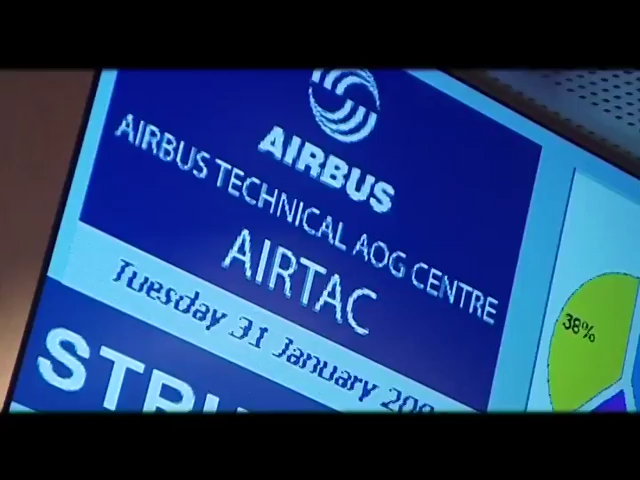 AIRBUS
AIRBUS TECHNICAL AOG CENTRE
AIRTAC
Tuesday 31 January
38%